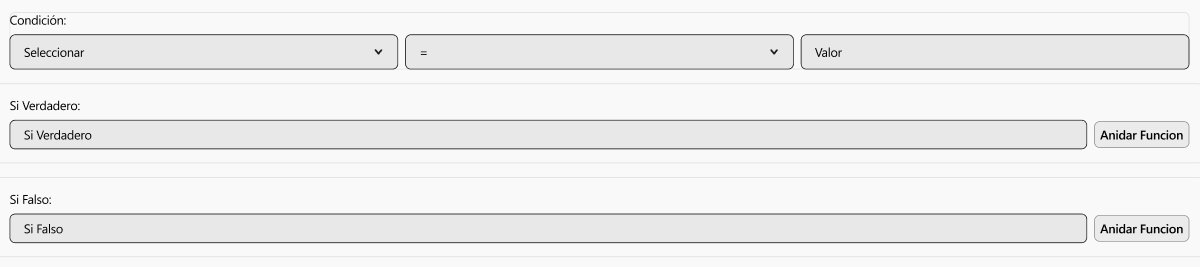 Condición:
Seleccionar = Valor
Si Verdadero:
Si Verdadero Anidar Funcion
Si Falso:
Si Falso Anidar Funcion